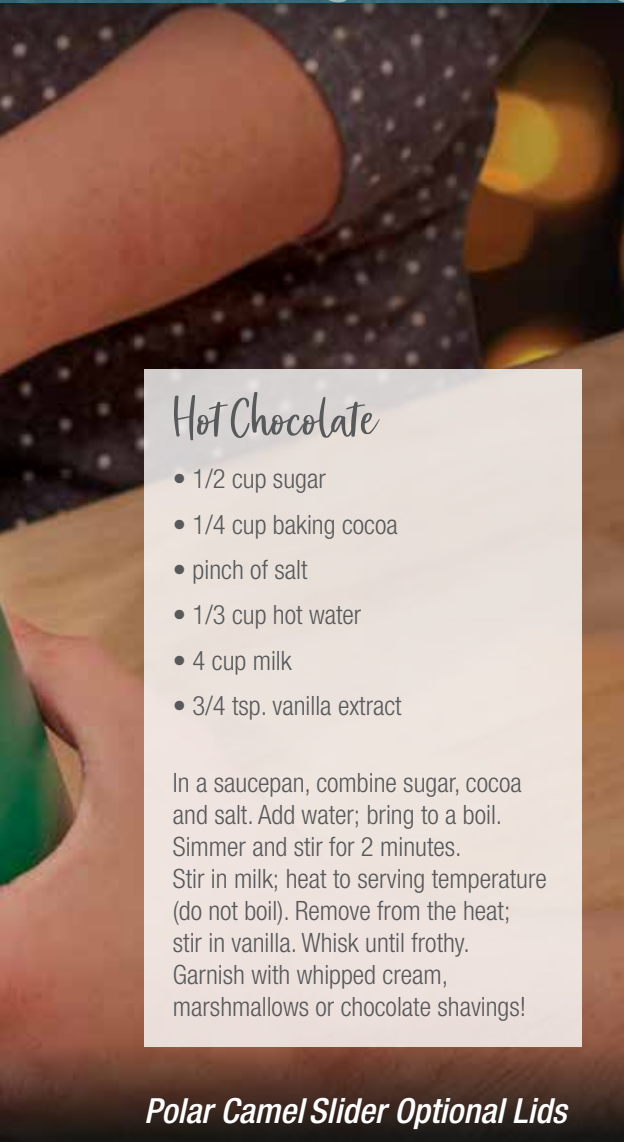 Hot Chocolate
• 1/2 cup sugar
• 1/4 cup baking cocoa
• pinch of salt
• 1/3 cup hot water
• 4 cup milk
• 3/4 tsp. vanilla extract
In a saucepan, combine sugar, cocoa
and salt. Add water; bring to a boil.
Simmer and stir for 2 minutes.
Stir in milk; heat to serving temperature
(do not boil). Remove from the heat;
stir in vanilla. Whisk until frothy.
Garnish with whipped cream,
marshmallows or chocolate shavings!
Polar Camel Slider Optional Lids